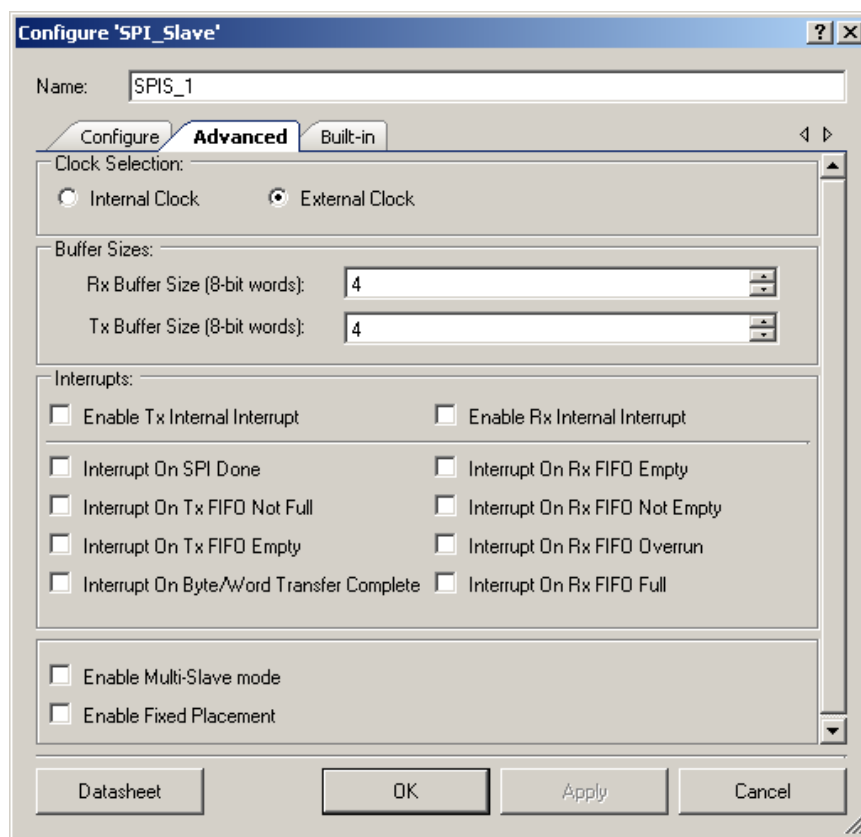 Configure 'SPI_Slave'
Name: SPIS_1
Configure Advanced Built-in
Clock Selection:
Internal Clock External Clock
Buffer Sizes:
Rx Buffer Size (8-bit words): 4
Tx Buffer Size (8-bit words): 4
Interrupts:
Enable Tx Internal Interrupt Enable Rx Internal Interrupt
Interrupt On SPI Done Interrupt On Rx FIFO Empty
Interrupt On Tx FIFO Not Full Interrupt On Rx FIFO Not Empty
Interrupt On Tx FIFO Empty Interrupt On Rx FIFO Overrun
Interrupt On Byte/Word Transfer Complete Interrupt On Rx FIFO Full
Enable Multi-Slave mode
Enable Fixed Placement
Datasheet OK Apply Cancel